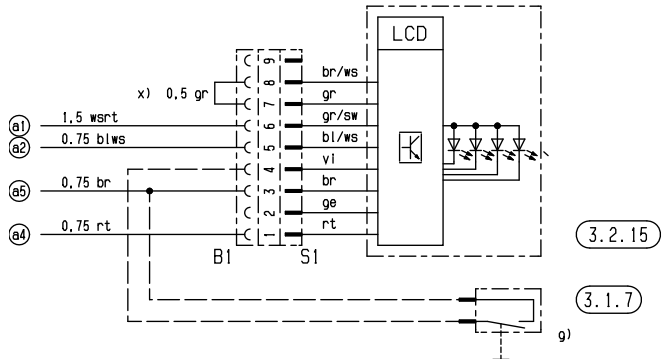 LCD
9
8
7
6
5
4
3
2
1
x) 0,5 gr
br/ws
gr
gr/sw
bl/ws
vi
br
ge
rt
a1 1,5 wsrt
a2 0.75 blws
a5 0,75 br
a4 0,75 rt
B1 S1
3.2.15
3.1.7
g)